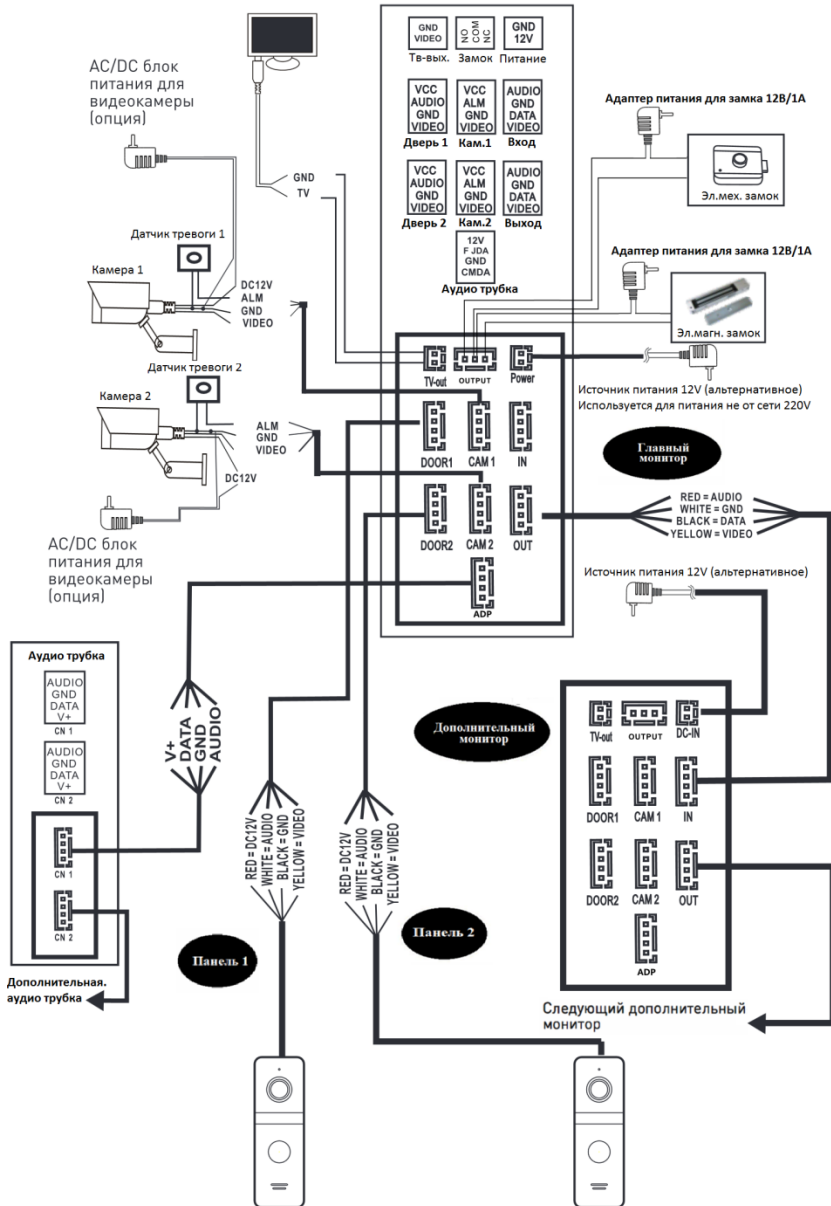 GND
VIDEO
Тв-вых.
NO
COM
NC
Замок
GND
12V
Питание
VCC
AUDIO
GND
VIDEO
Дверь 1
VCC
ALM
GND
VIDEO
Кам.1
AUDIO
GND
DATA
VIDEO
Вход
VCC
AUDIO
GND
VIDEO
Дверь 2
VCC
ALM
GND
VIDEO
Кам.2
AUDIO
GND
DATA
VIDEO
Выход
12V
F JDA
GND
CMDA
Аудио трубка
AC/DC блок
питания для
видеокамеры
(опция)
GND
TV
Адаптер питания для замка 12В/1А
Эл.мех. замок
Датчик тревоги 1
Камера 1
DC12V
ALM
GND
VIDEO
Адаптер питания для замка 12В/1А
Эл.магн. замок
Датчик тревоги 2
Камера 2
ALM
GND
VIDEO
DC12V
AC/DC блок
питания для
видеокамеры
(опция)
TV-out
OUTPUT
Power
Источник питания 12V (альтернативное)
Используется для питания не от сети 220V
DOOR1
CAM 1
IN
Главный
монитор
DOOR2
CAM 2
OUT
ADP
RED = AUDIO
WHITE = GND
BLACK = DATA
YELLOW = VIDEO
Источник питания 12V (альтернативное)
Аудио трубка
AUDIO
GND
DATA
V+
CN 1
AUDIO
GND
DATA
V+
CN 2
CN 1
CN 2
Дополнительная.
аудио трубка
V+
DATA
GND
AUDIO
RED = DC12V
WHITE = AUDIO
BLACK = GND
YELLOW = VIDEO
RED = DC12V
WHITE = AUDIO
BLACK = GND
YELLOW = VIDEO
Панель 1
Панель 2
Дополнительный
монитор
TV-out
OUTPUT
DC-IN
DOOR1
CAM 1
IN
DOOR2
CAM 2
OUT
ADP
Следующий дополнительный
монитор